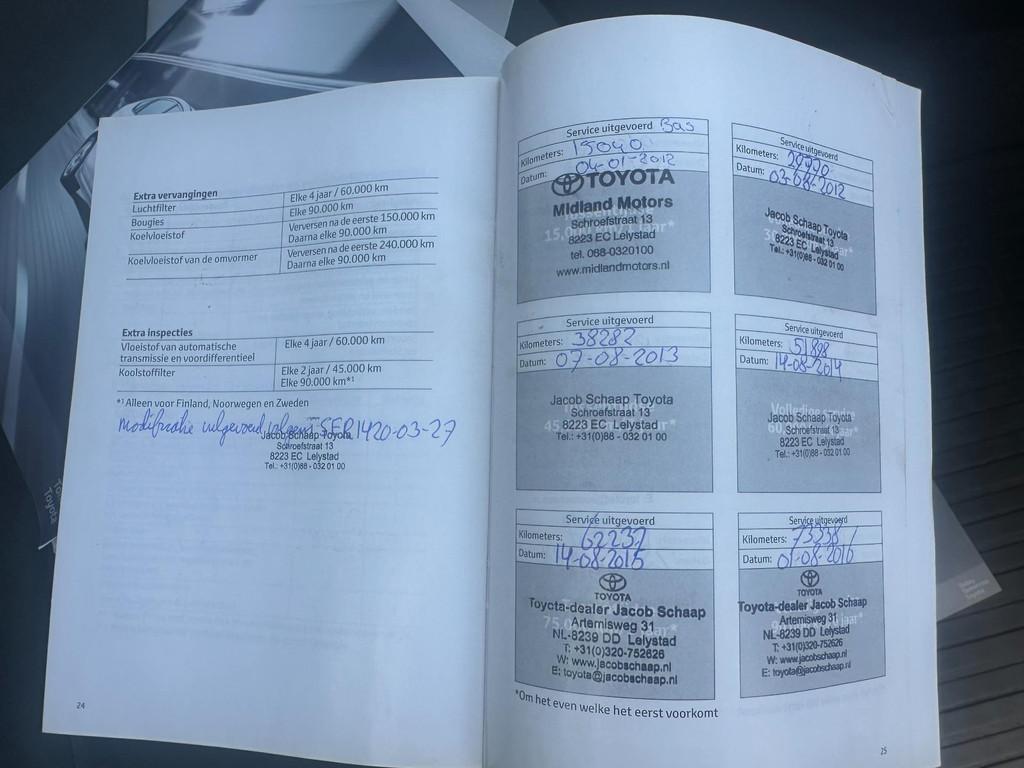 Extra vervangingen
Luchtfilter Elke 4 jaar / 60.000 km
Bougies Elke 90.000 km
Koelvloeistof Verversen na de eerste 150.000 km
Daarna elke 90.000 km
Koelvloeistof van de omvormer Verversen na de eerste 240.000 km
Daarna elke 90.000 km
Extra inspecties
Vloeistof van automatische Elke 4 jaar / 60.000 km
transmissie en voordifferentieel
Koolstoffilter Elke 2 jaar / 45.000 km
Elke 90.000 km*1
*1 Alleen voor Finland, Noorwegen en Zweden
Modificatie uitgevoerd volgens
Jacob Schaap Toyota
Schroefstraat 13
8223 EC Lelystad
Tel.: +31(0)88 - 032 01 00
24
Service uitgevoerd Bas
Kilometers: 15040
Datum: 04-01-2012
TOYOTA
Midland Motors
Schroefstraat 13
8223 EC Lelystad
tel. 088-0320100
www.midlandmotors.nl
Service uitgevoerd
Kilometers:
Datum: 03-08-2012
Jacob Schaap Toyota
Schroefstraat 13
8223 EC Lelystad
Tel.: +31(0)88 - 032 01 00
Service uitgevoerd
Kilometers: 38282
Datum: 07-08-2013
Jacob Schaap Toyota
Schroefstraat 13
8223 EC Lelystad
Tel.: +31(0)88 - 032 01 00
Service uitgevoerd
Kilometers: 51898
Datum: 14-08-2014
Jacob Schaap Toyota
Schroefstraat 13
8223 EC Lelystad
Tel.: +31(0)88 - 032 01 00
Service uitgevoerd
Kilometers: 62237
Datum: 14-08-2015
TOYOTA
Toyota-dealer Jacob Schaap
Artemisweg 31
NL-8239 DD Lelystad
T: +31(0)320-752626
W: www.jacobschaap.nl
E: toyota@jacobschaap.nl
Service uitgevoerd
Kilometers: 73338
Datum: 01-08-2016
TOYOTA
Toyota-dealer Jacob Schaap
Artemisweg 31
NL-8239 DD Lelystad
T: +31(0)320-752626
W: www.jacobschaap.nl
E: toyota@jacobschaap.nl
*Om het even welke het eerst voorkomt
25
Toyota